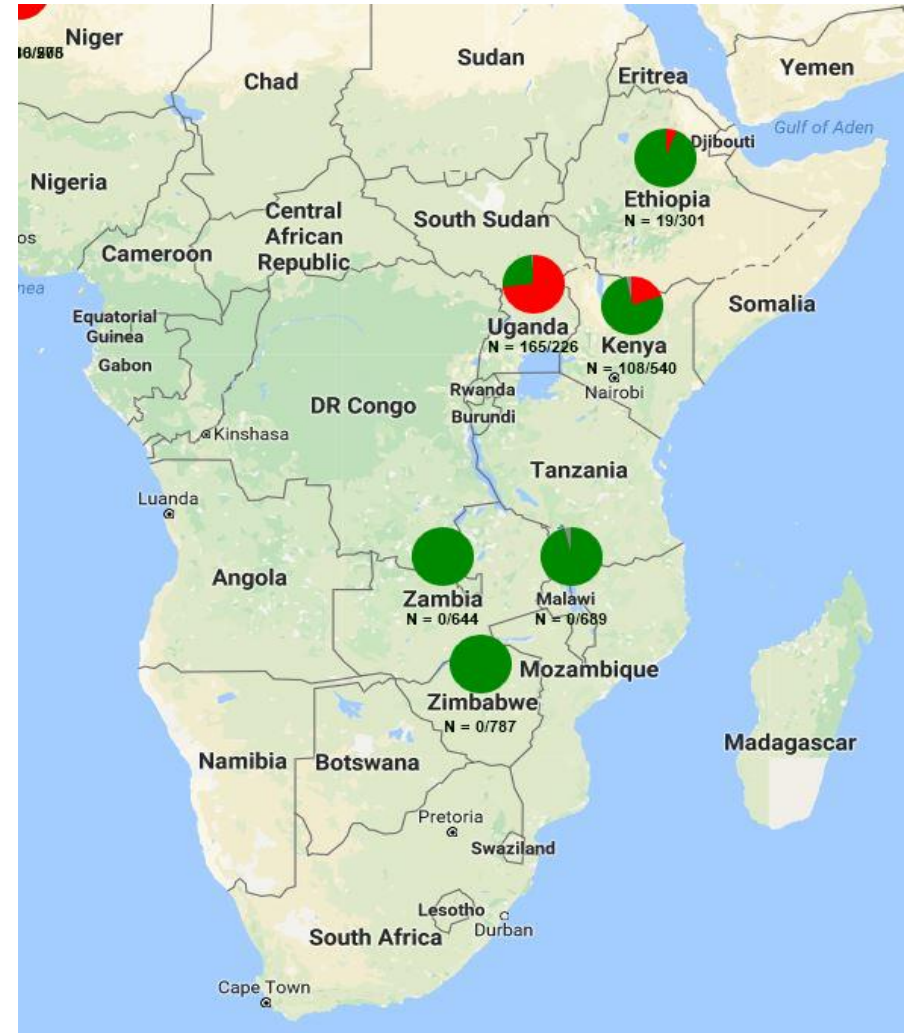 Niger
Sudan
Yemen
Chad
Eritrea
Gulf of Aden
Djibouti
Nigeria
Ethiopia
N = 19/301
Central
African
Republic
South Sudan
os
Cameroon
nea
Somalia
Equatorial
Guinea
Uganda
N = 165/226
Kenya
N = 108/540
Gabon
Rwanda
Nairobi
DR Congo
Burundi
Kinshasa
Tanzania
Luanda
Angola
Zambia
N = 0/644
Malawi
N = 0/689
Mozambique
Zimbabwe
N = 0/787
Madagascar
Namibia
Botswana
Pretoria
Swaziland
Lesotho
Durban
South Africa
Cape Town